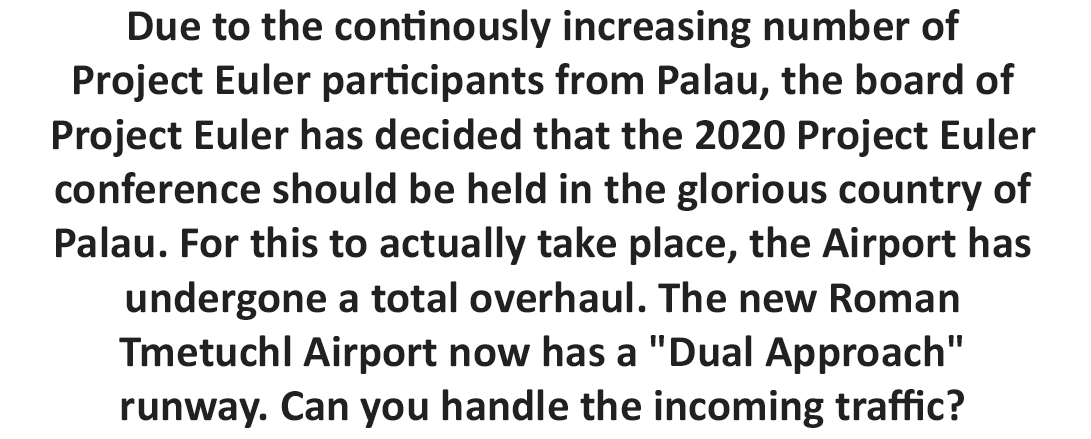 Due to the continously increasing number of
Project Euler participants from Palau, the board of
Project Euler has decided that the 2020 Project Euler
conference should be held in the glorious country of
Palau. For this to actually take place, the Airport has
undergone a total overhaul. The new Roman
Tmetuchl Airport now has a "Dual Approach"
runway. Can you handle the incoming traffic?